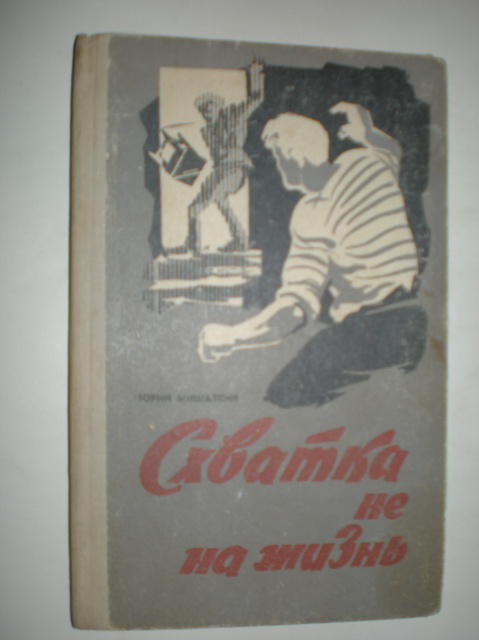 Схватка
не
на жизнь